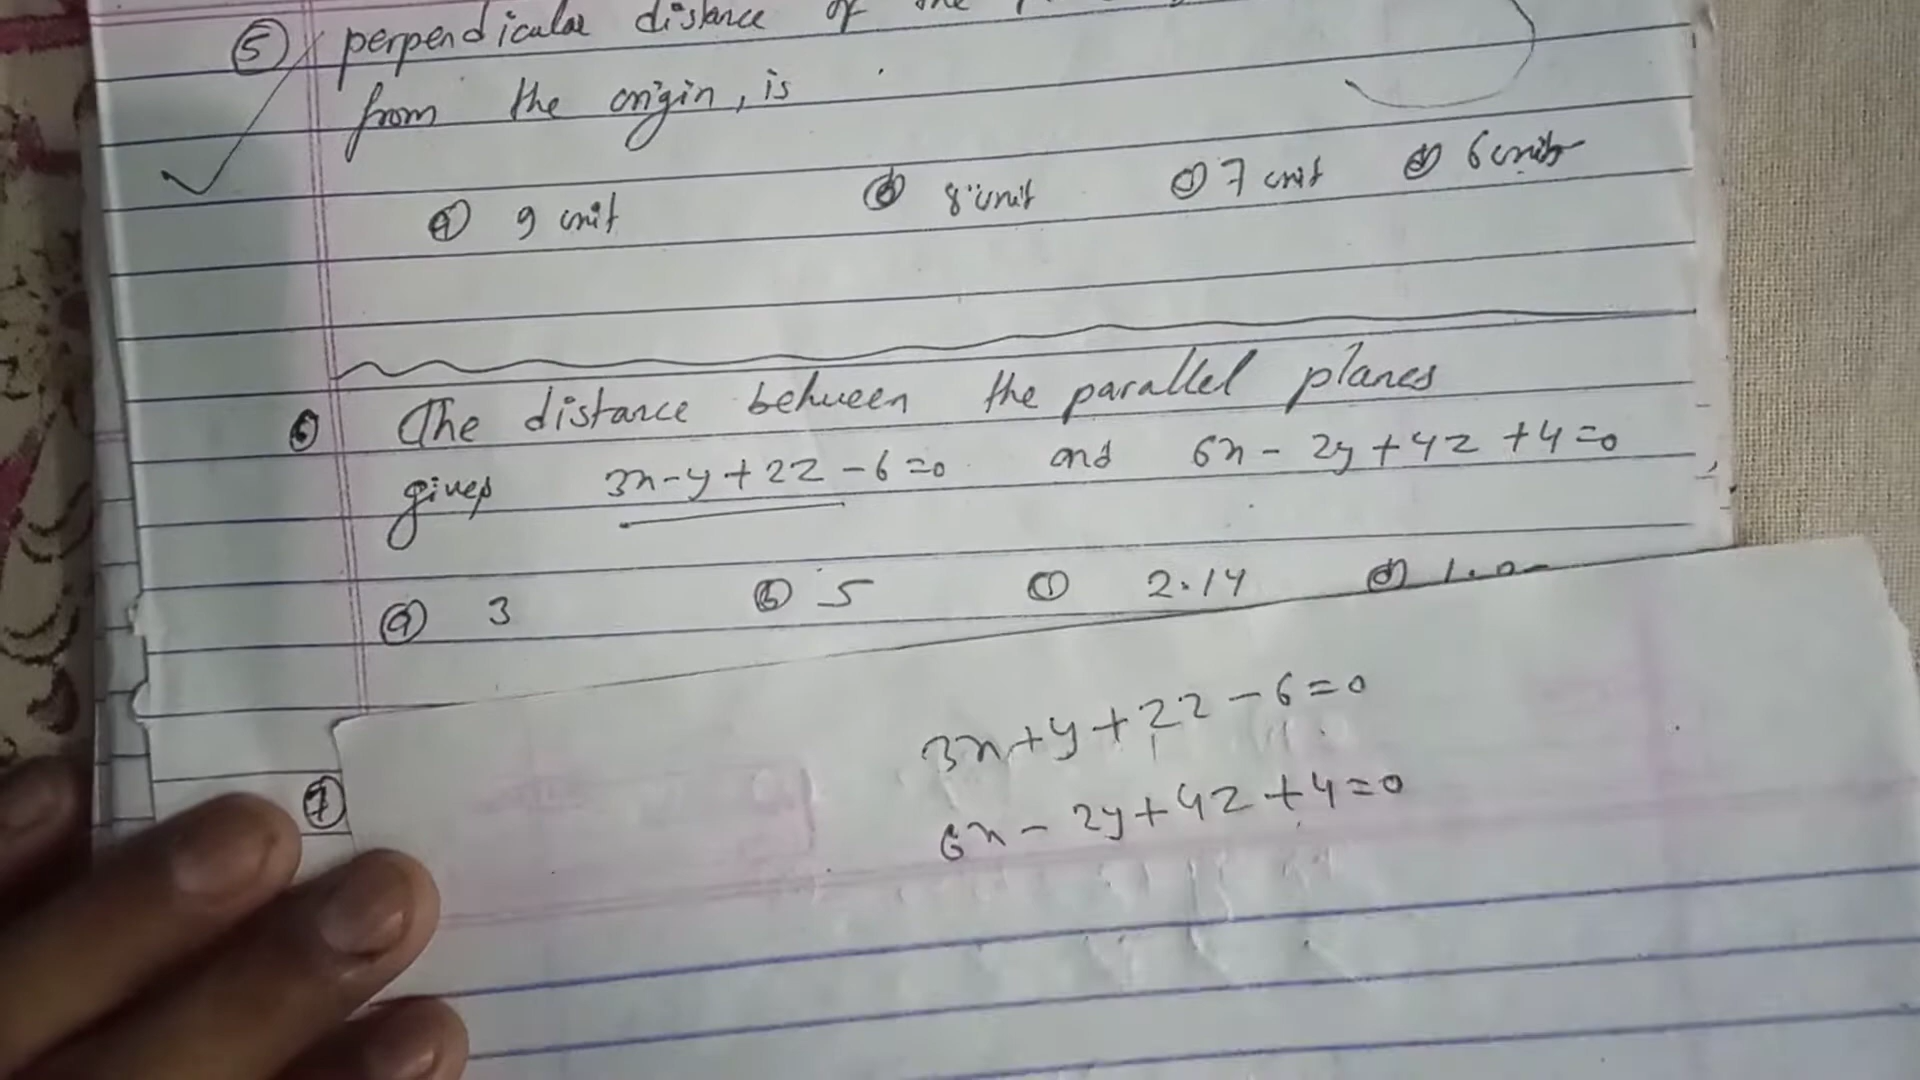 ⑤ perpendicular distance of the
from the origin, is
ⓐ 9 unit ⓑ 8 unit ⓒ 7 unit ⓓ 6 unit
⑥ The distance between the parallel planes
given 3x-y+2z-6=0 and 6x-2y+4z+4=0
ⓐ 3 ⓑ 5 ⓒ 2.14 ⓓ
3x+y+2z-6=0
⑦
6x-2y+4z+4=0